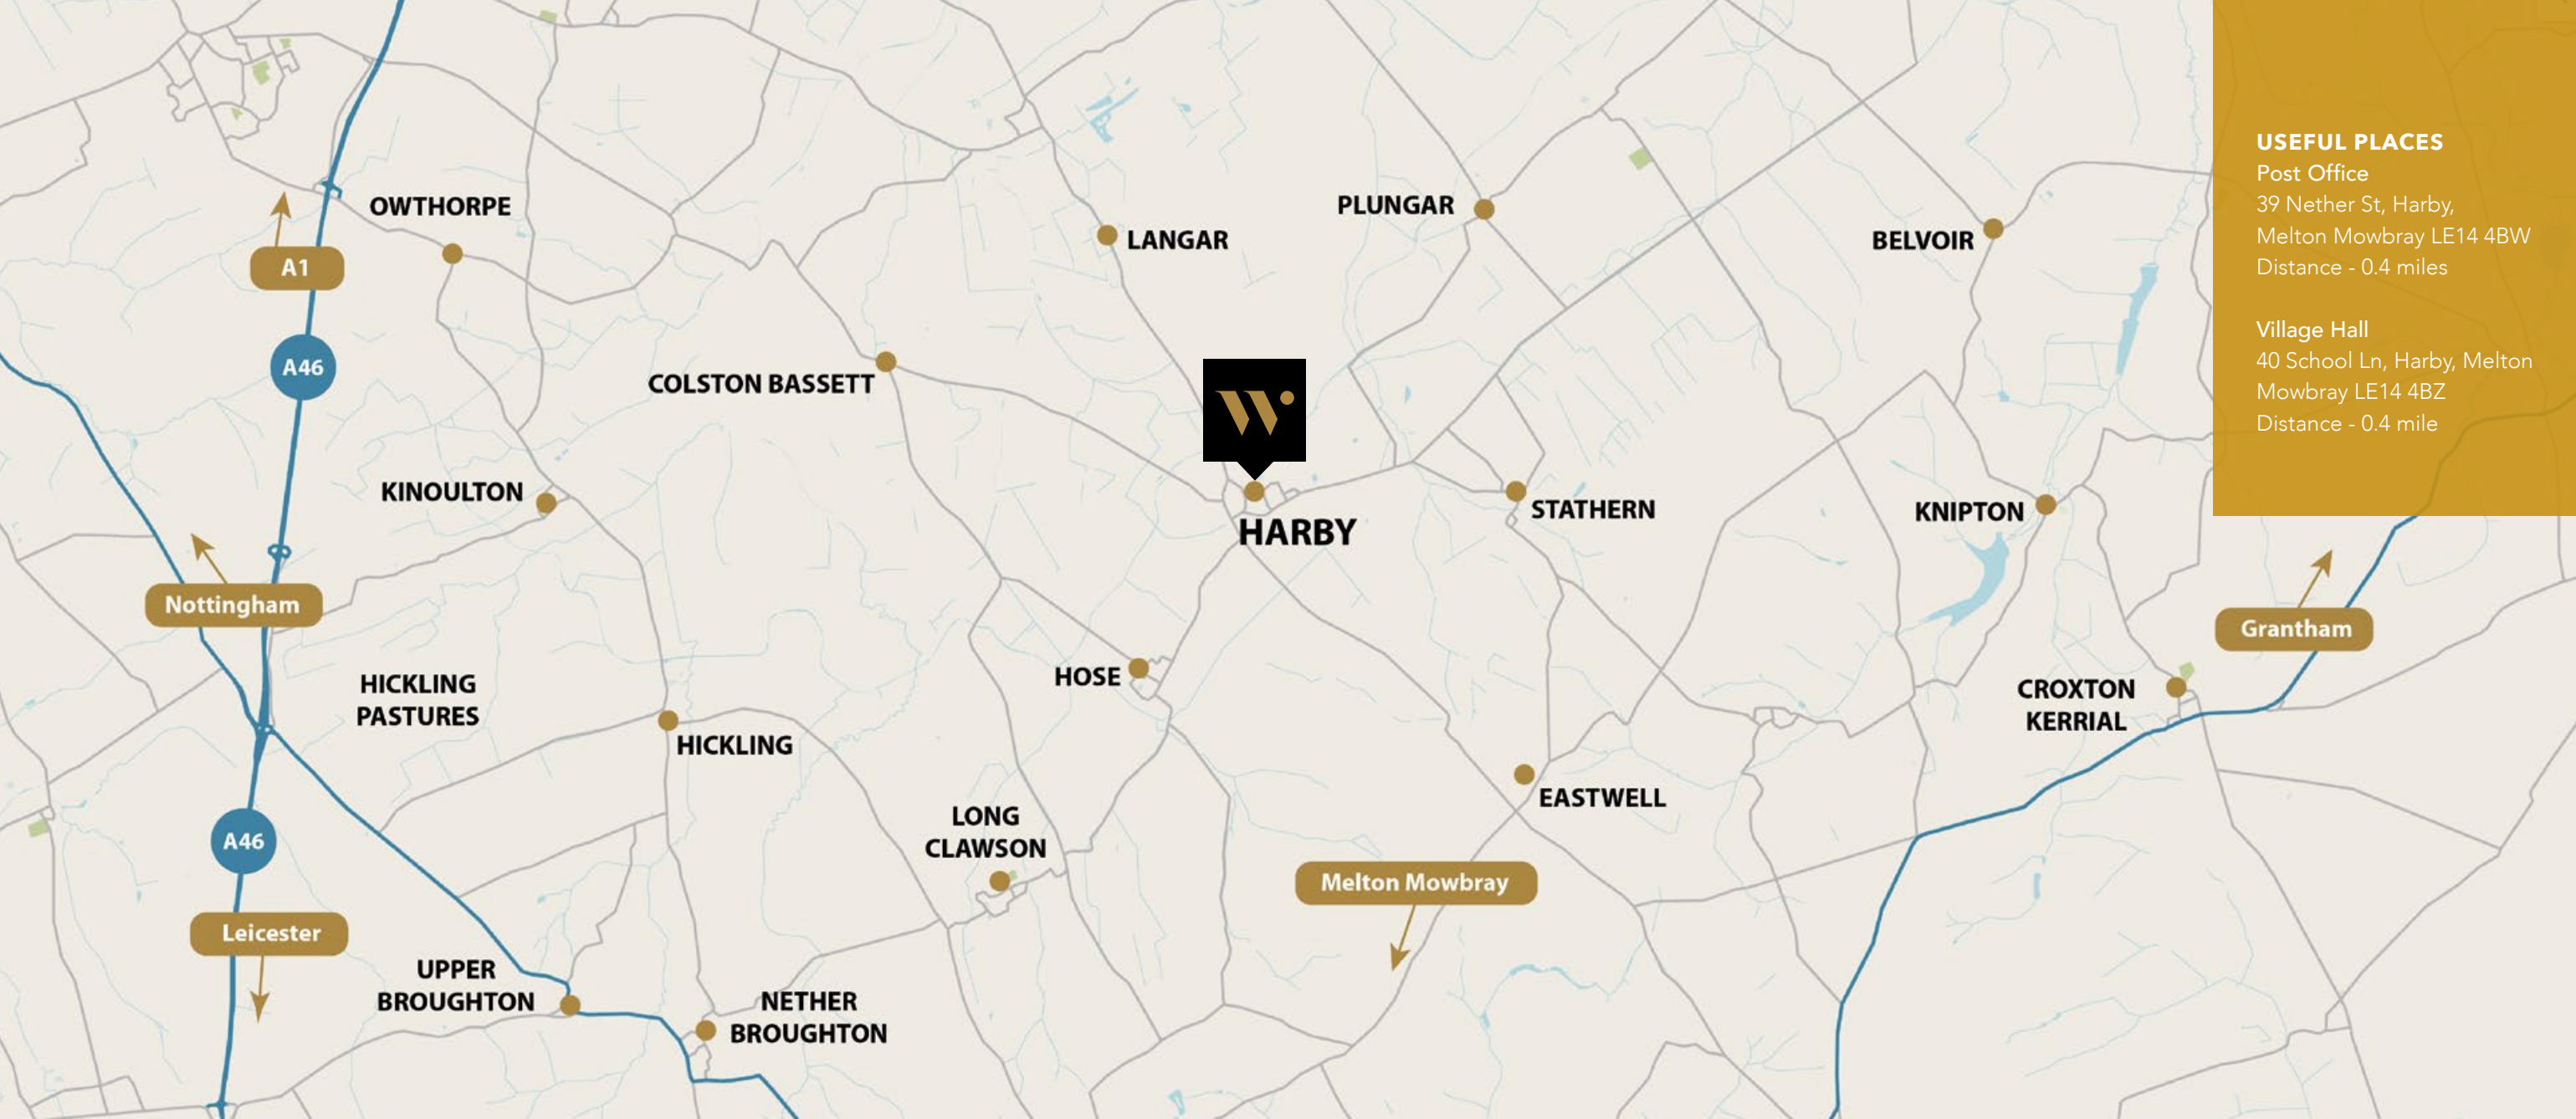 USEFUL PLACES
Post Office
39 Nether St, Harby,
Melton Mowbray LE14 4BW
Distance - 0.4 miles
Village Hall
40 School Ln, Harby, Melton
Mowbray LE14 4BZ
Distance - 0.4 mile
OWTHORPE
A1
LANGAR
PLUNGAR
BELVOIR
A46
COLSTON BASSETT
W
KINOULTON
HARBY
STATHERN
KNIPTON
Nottingham
Grantham
HICKLING
PASTURES
HOSE
CROXTON
KERRIAL
HICKLING
EASTWELL
LONG
CLAWSON
A46
Melton Mowbray
Leicester
UPPER
BROUGHTON
NETHER
BROUGHTON